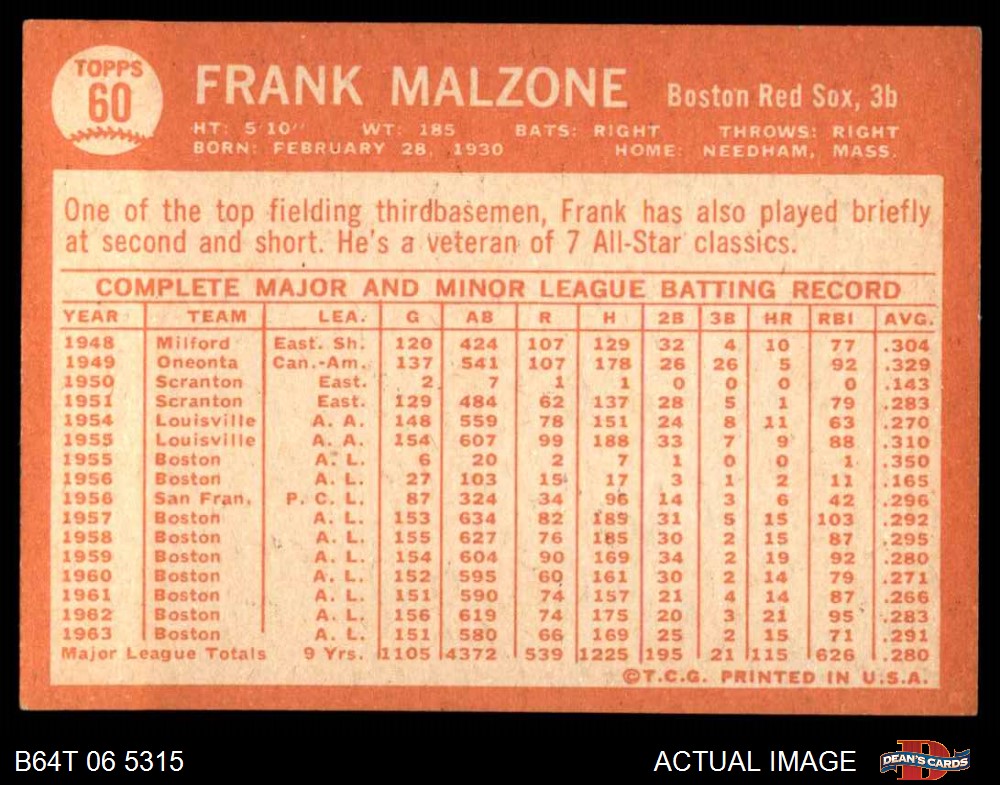 TOPPS
60
FRANK MALZONE Boston Red Sox, 3b
HT: 5'10" WT: 185 BATS: RIGHT THROWS: RIGHT
BORN: FEBRUARY 28, 1930 HOME: NEEDHAM, MASS.
One of the top fielding thirdbasemen, Frank has also played briefly
at second and short. He's a veteran of 7 All-Star classics.
COMPLETE MAJOR AND MINOR LEAGUE BATTING RECORD
YEAR TEAM LEA. G AB R H 2B 3B HR RBI AVG.
1948 Milford East. Sh. 120 424 107 129 32 4 10 77 .304
1949 Oneonta Can.-Am. 137 541 107 178 26 26 5 92 .329
1950 Scranton East. 2 7 1 1 0 0 0 0 .143
1951 Scranton East. 129 484 62 137 28 5 1 79 .283
1954 Louisville A. A. 148 559 78 151 24 8 11 63 .270
1955 Louisville A. A. 154 607 99 188 33 7 9 88 .310
1955 Boston A. L. 6 20 2 7 1 0 0 1 .350
1956 Boston A. L. 27 103 15 17 3 1 2 11 .165
1956 San Fran. P. C. L. 87 324 34 96 14 3 6 42 .296
1957 Boston A. L. 153 634 82 189 31 5 15 103 .292
1958 Boston A. L. 155 627 76 185 30 2 15 87 .295
1959 Boston A. L. 154 604 90 169 34 2 19 92 .280
1960 Boston A. L. 152 595 60 161 30 2 14 79 .271
1961 Boston A. L. 151 590 74 157 21 4 14 87 .266
1962 Boston A. L. 156 619 74 175 20 3 21 95 .283
1963 Boston A. L. 151 580 66 169 25 2 15 71 .291
Major League Totals 9 Yrs. 1105 4372 539 1225 195 21 115 626 .280
©T.C.G. PRINTED IN U.S.A.
B64T 06 5315 ACTUAL IMAGE DEAN'S CARDS